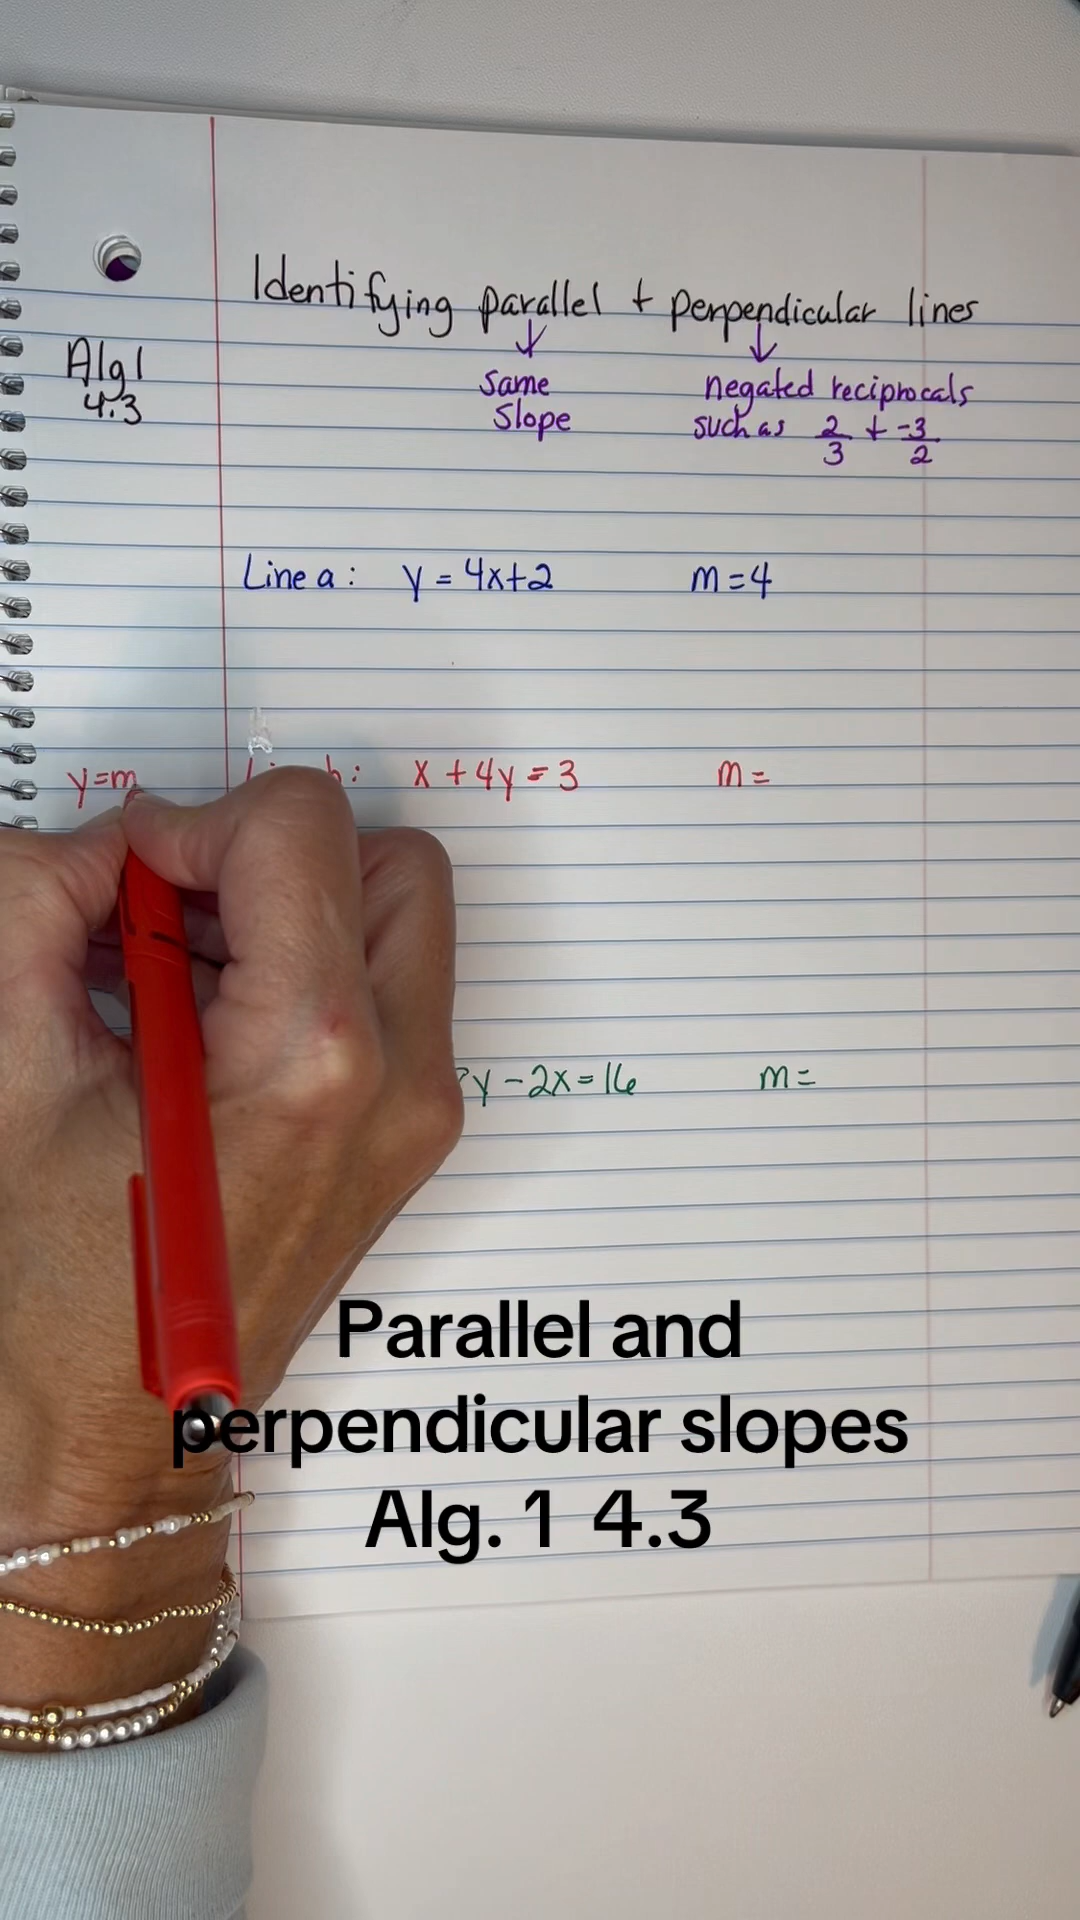 Identifying parallel + perpendicular lines
Alg 1
4.3
same
slope
negated reciprocals
such as 2/3 + -3/2
Line a: y = 4x+2 m=4
y=m
b: x + 4y = 3 m=
y - 2x = 16 m=
Parallel and
perpendicular slopes
Alg. 1 4.3